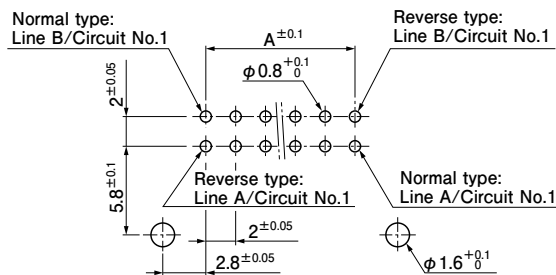 Normal type:
Line B/Circuit No.1
Reverse type:
Line B/Circuit No.1
A±0.1
φ0.8+0.1 0
2±0.05
5.8±0.1
Reverse type:
Line A/Circuit No.1
Normal type:
Line A/Circuit No.1
2±0.05
2.8±0.05
φ1.6+0.1 0